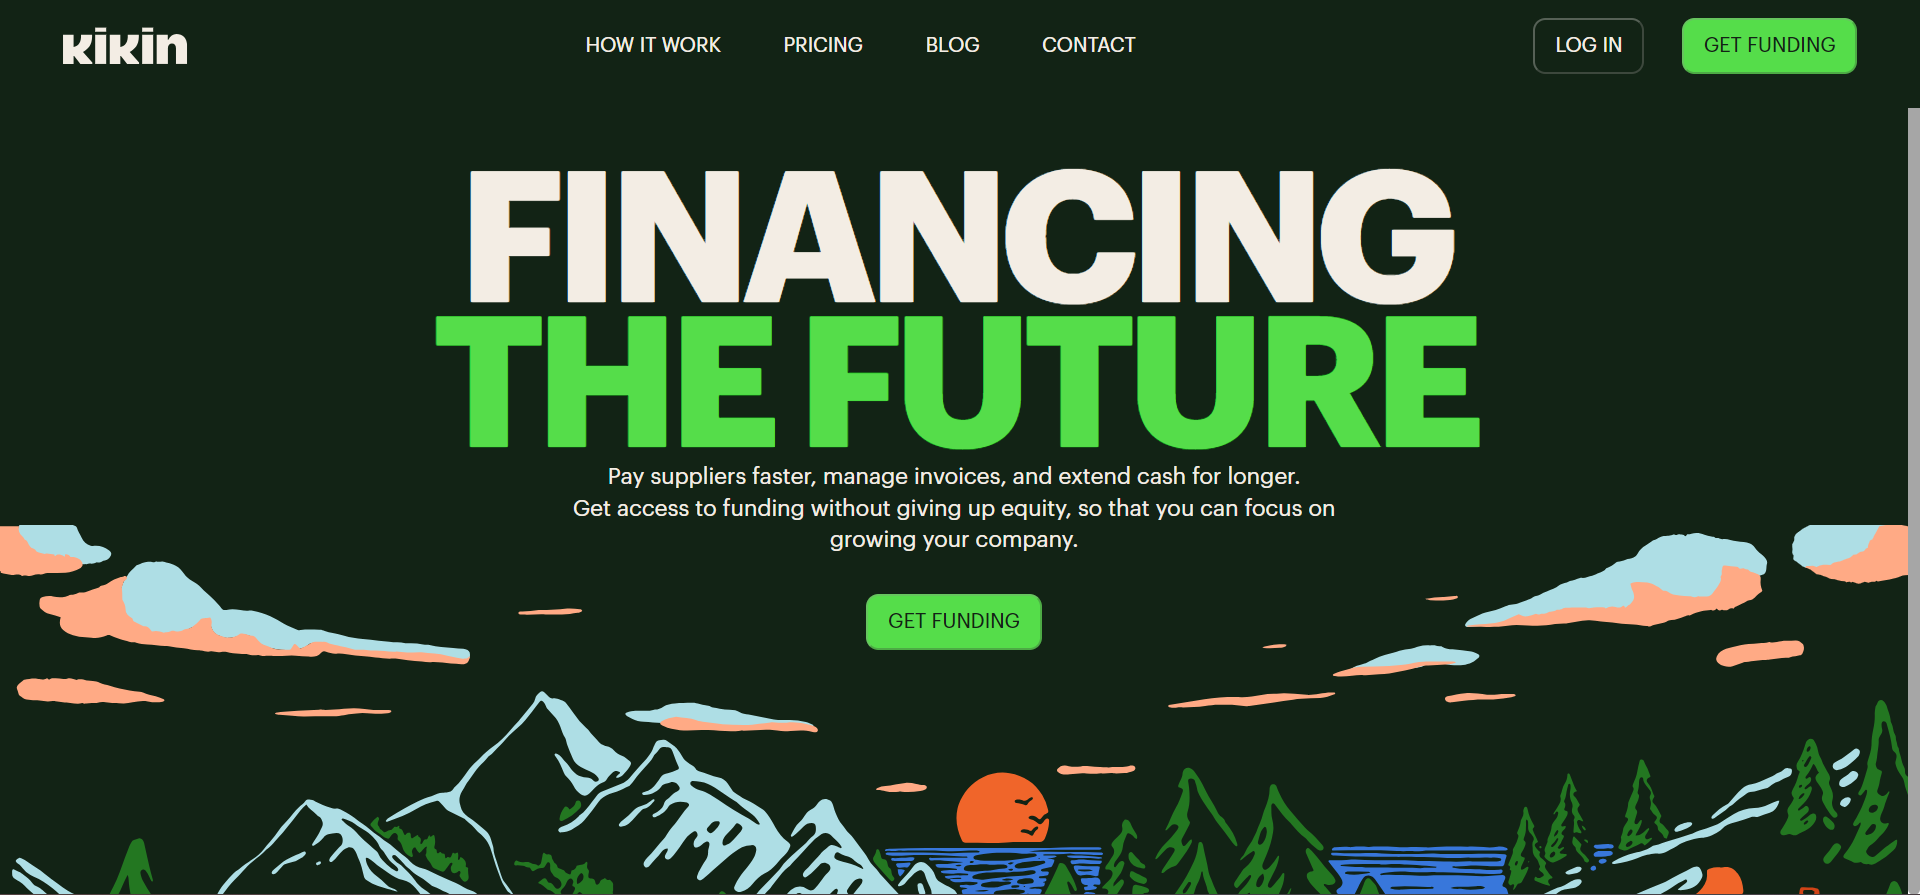 kikin
HOW IT WORK
PRICING
BLOG
CONTACT
LOG IN
GET FUNDING
FINANCING
THE FUTURE
Pay suppliers faster, manage invoices, and extend cash for longer.
Get access to funding without giving up equity, so that you can focus on
growing your company.
GET FUNDING